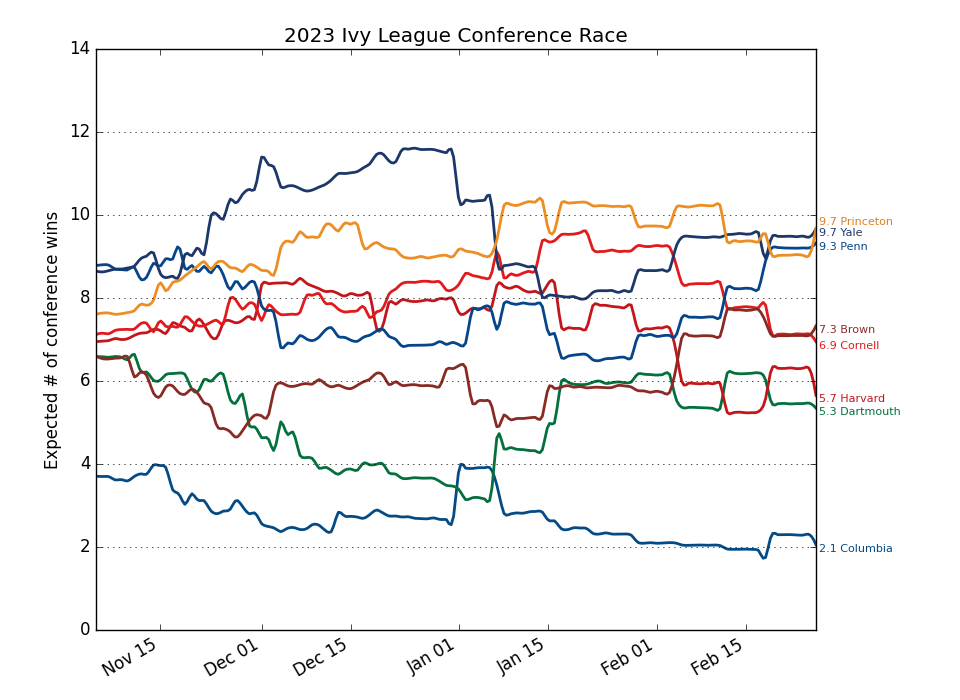 2023 Ivy League Conference Race
Expected # of conference wins
14
12
10
8
6
4
2
0
9.7 Princeton
9.7 Yale
9.3 Penn
7.3 Brown
6.9 Cornell
5.7 Harvard
5.3 Dartmouth
2.1 Columbia
Nov 15
Dec 01
Dec 15
Jan 01
Jan 15
Feb 01
Feb 15